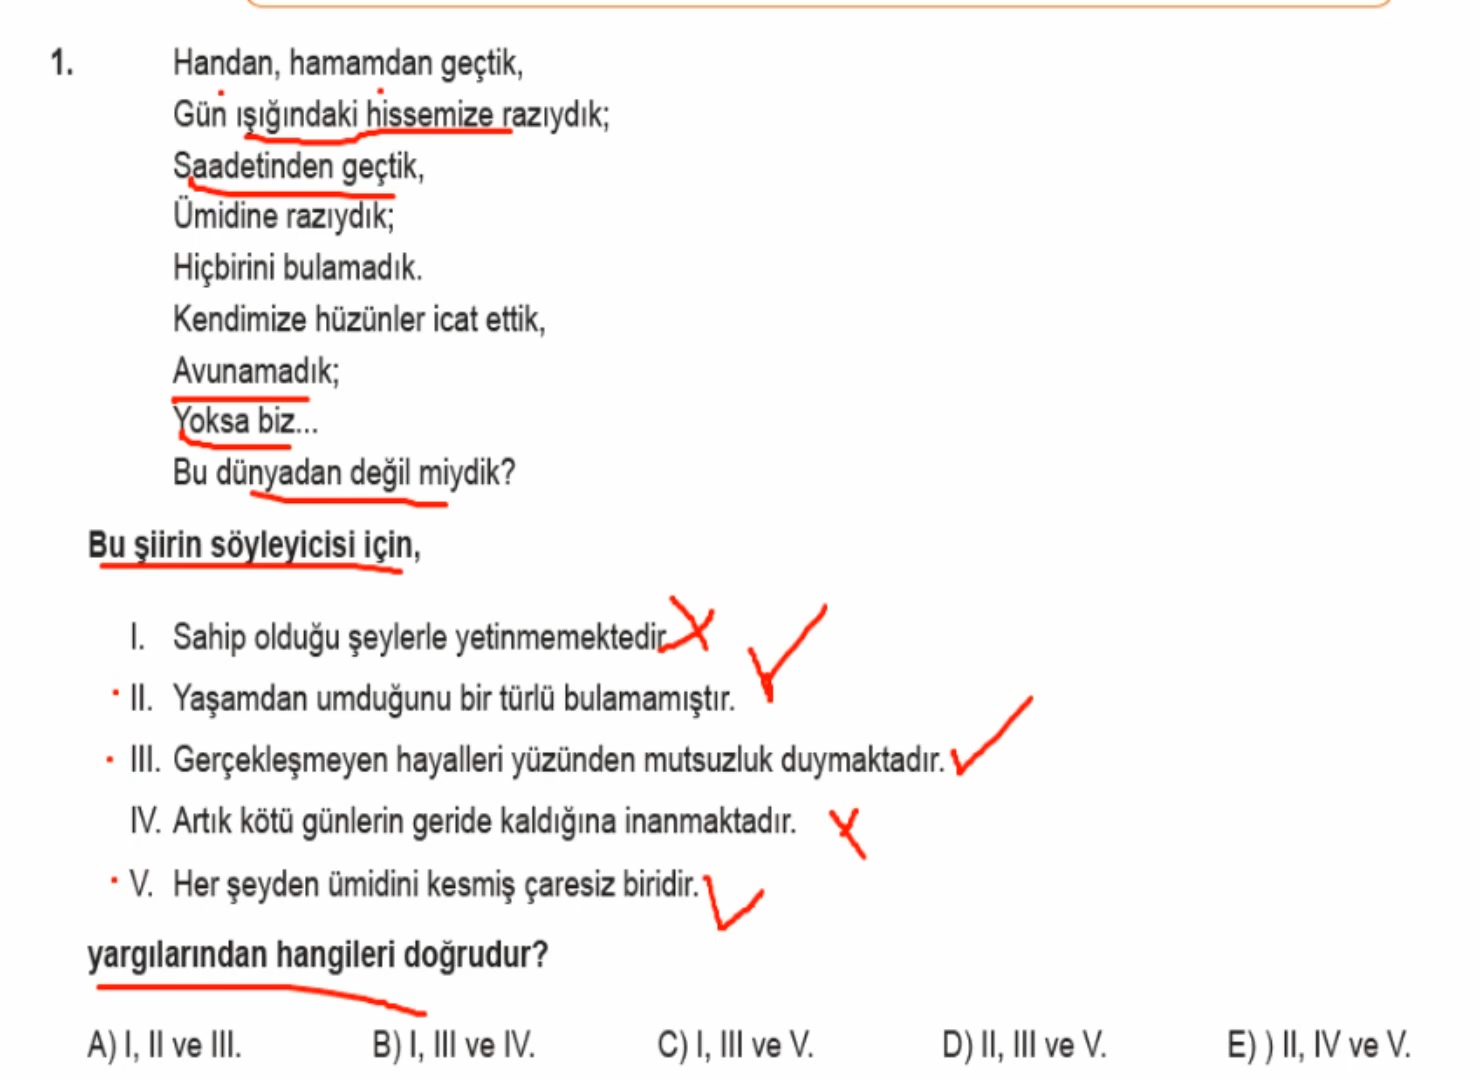 1. Handan, hamamdan geçtik,
Gün ışığındaki hissemize razıydık;
Saadetinden geçtik,
Ümidine razıydık;
Hiçbirini bulamadık.
Kendimize hüzünler icat ettik,
Avunamadık;
Yoksa biz...
Bu dünyadan değil miydik?
Bu şiirin söyleyicisi için,
I. Sahip olduğu şeylerle yetinmemektedir.
II. Yaşamdan umduğunu bir türlü bulamamıştır.
III. Gerçekleşmeyen hayalleri yüzünden mutsuzluk duymaktadır.
IV. Artık kötü günlerin geride kaldığına inanmaktadır.
V. Her şeyden ümidini kesmiş çaresiz biridir.
yargılarından hangileri doğrudur?
A) I, II ve III. B) I, III ve IV. C) I, III ve V. D) II, III ve V. E) ) II, IV ve V.